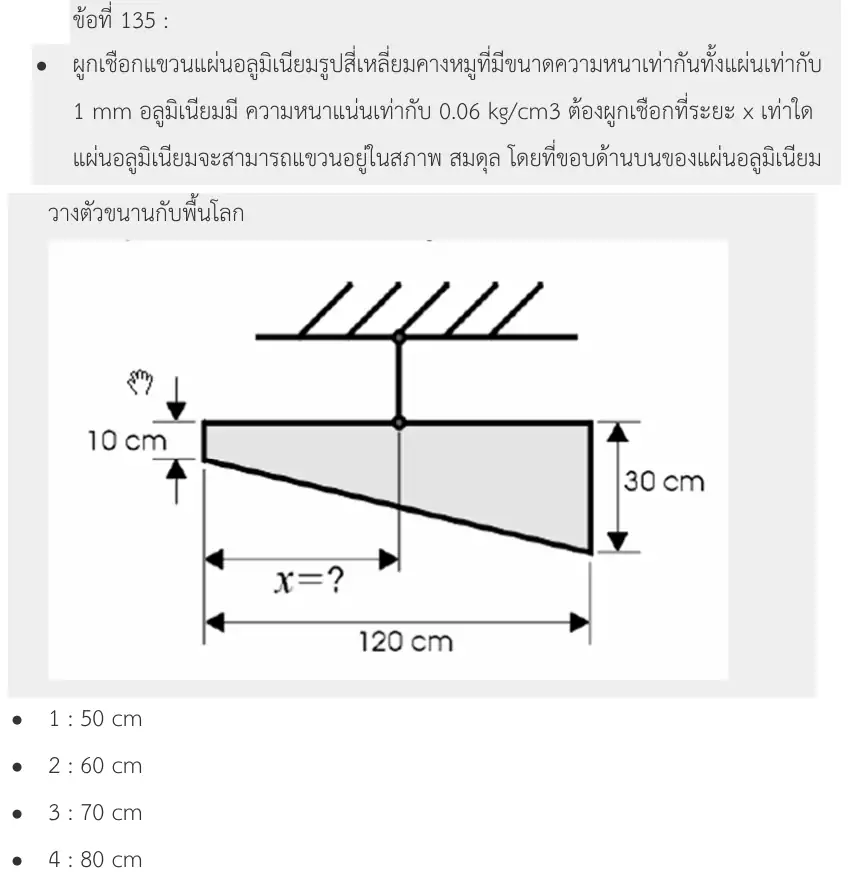 ข้อที่ 135 :
• ผูกเชือกแขวนแผ่นอลูมิเนียมรูปสี่เหลี่ยมคางหมูที่มีขนาดความหนาเท่ากันทั้งแผ่นเท่ากับ
1 mm อลูมิเนียมมี ความหนาแน่นเท่ากับ 0.06 kg/cm3 ต้องผูกเชือกที่ระยะ x เท่าใด
แผ่นอลูมิเนียมจะสามารถแขวนอยู่ในสภาพ สมดุล โดยที่ขอบด้านบนของแผ่นอลูมิเนียม
วางตัวขนานกับพื้นโลก
10 cm
30 cm
x=?
120 cm
• 1 : 50 cm
• 2 : 60 cm
• 3 : 70 cm
• 4 : 80 cm